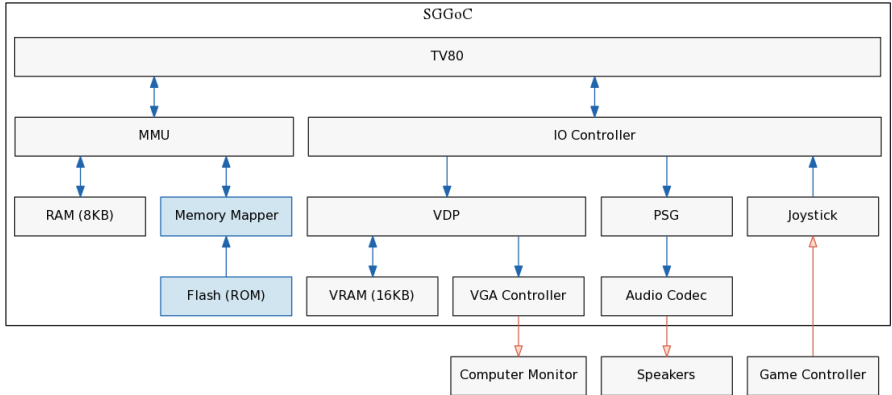 SGGoC
TV80
MMU
IO Controller
RAM (8KB)
Memory Mapper
VDP
PSG
Joystick
Flash (ROM)
VRAM (16KB)
VGA Controller
Audio Codec
Computer Monitor
Speakers
Game Controller